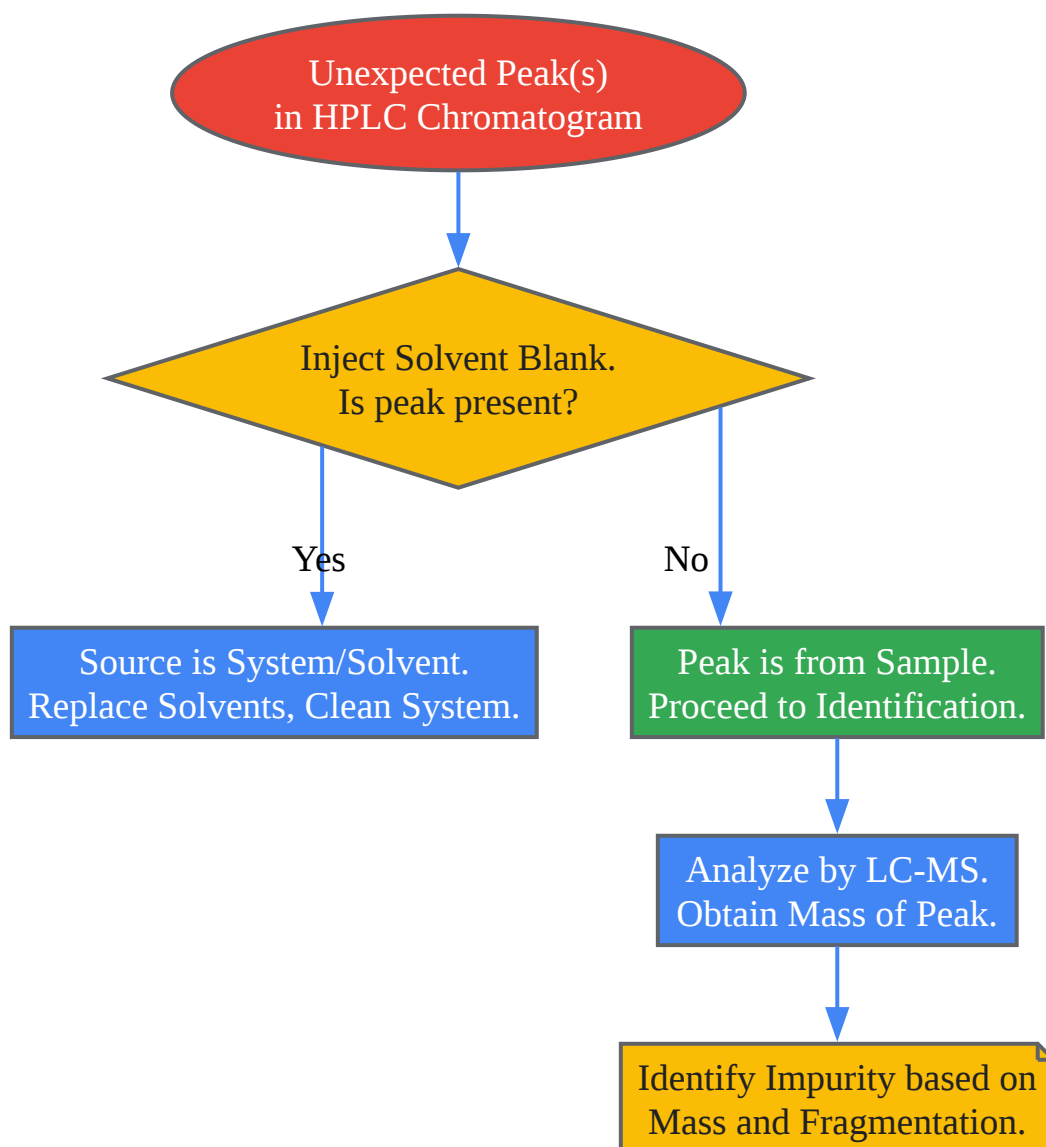 Unexpected Peak(s)
in HPLC Chromatogram
Inject Solvent Blank.
Is peak present?
Yes
No
Source is System/Solvent.
Replace Solvents, Clean System.
Peak is from Sample.
Proceed to Identification.
Analyze by LC-MS.
Obtain Mass of Peak.
Identify Impurity based on
Mass and Fragmentation.